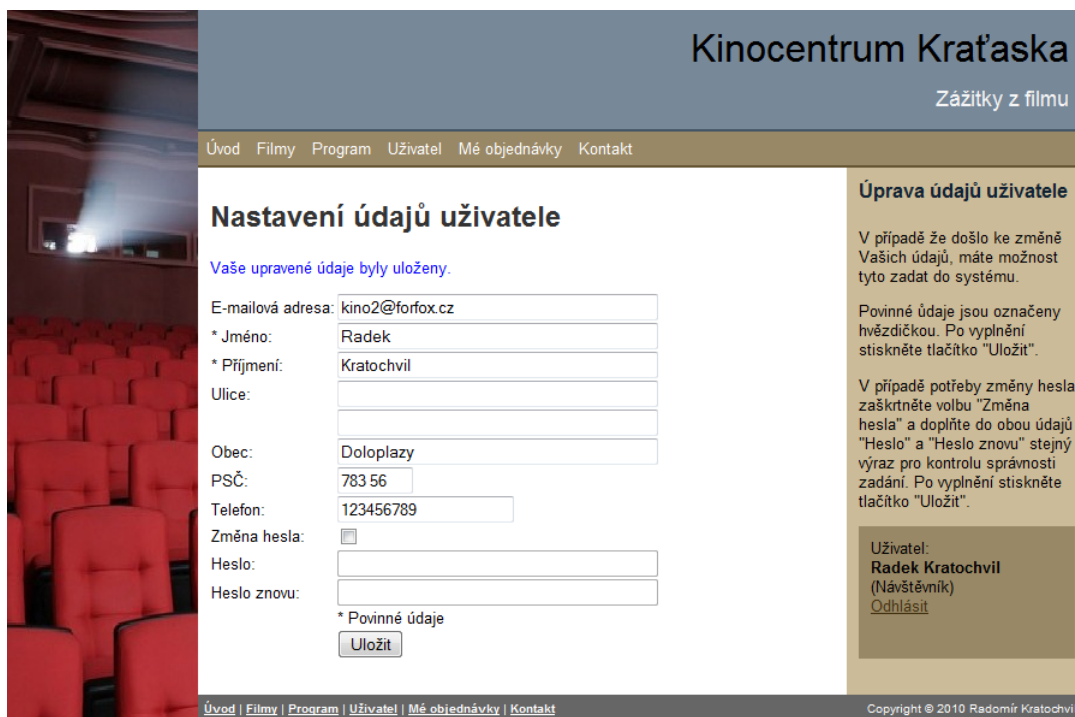 Kinocentrum Kraťaska
Zážitky z filmu
Úvod Filmy Program Uživatel Mé objednávky Kontakt
Nastavení údajů uživatele
Vaše upravené údaje byly uloženy.
E-mailová adresa: kino2@forfox.cz
* Jméno: Radek
* Příjmení: Kratochvil
Ulice:
Obec: Doloplazy
PSČ: 783 56
Telefon: 123456789
Změna hesla:
Heslo:
Heslo znovu:
* Povinné údaje
Uložit
Úprava údajů uživatele
V případě že došlo ke změně
Vašich údajů, máte možnost
tyto zadat do systému.
Povinné ůdaje jsou označeny
hvězdičkou. Po vyplnění
stiskněte tlačítko "Uložit".
V případě potřeby změny hesla
zaškrtněte volbu "Změna
hesla" a doplňte do obou údajů
"Heslo" a "Heslo znovu" stejný
výraz pro kontrolu správnosti
zadání. Po vyplnění stiskněte
tlačítko "Uložit".
Uživatel:
Radek Kratochvil
(Návštěvník)
Odhlásit
Úvod | Filmy | Program | Uživatel | Mé objednávky | Kontakt
Copyright © 2010 Radomír Kratochvi